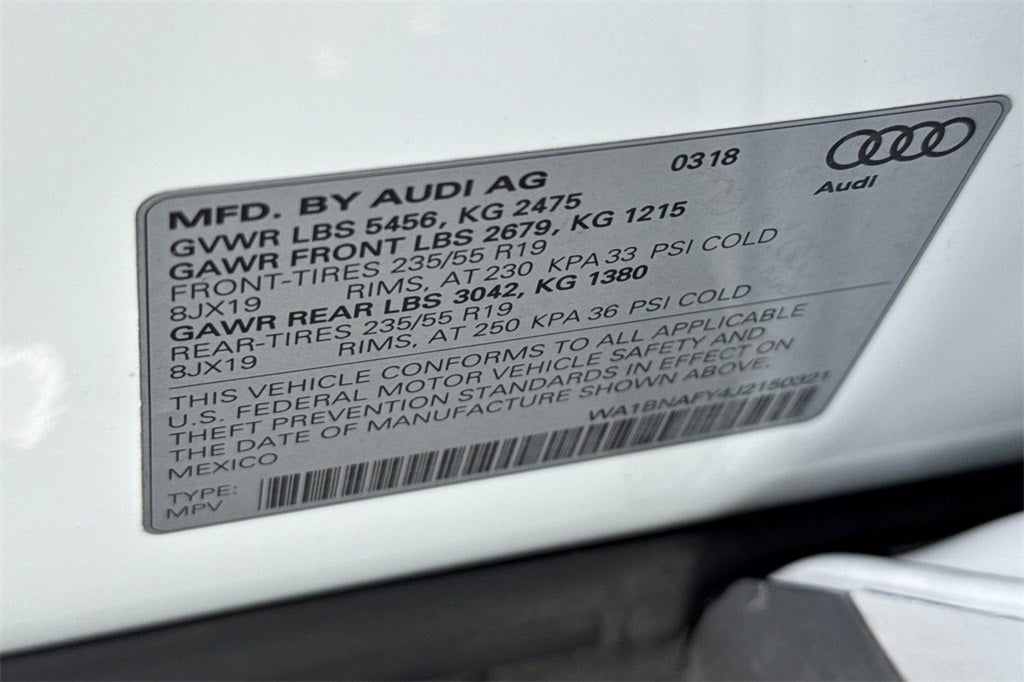 MFD. BY AUDI AG 0318
Audi
GVWR LBS 5456, KG 2475
GAWR FRONT LBS 2679, KG 1215
FRONT-TIRES 235/55 R19
8JX19 RIMS, AT 230 KPA 33 PSI COLD
GAWR REAR LBS 3042, KG 1380
REAR-TIRES 235/55 R19
8JX19 RIMS, AT 250 KPA 36 PSI COLD
THIS VEHICLE CONFORMS TO ALL APPLICABLE
U.S. FEDERAL MOTOR VEHICLE SAFETY AND
THEFT PREVENTION STANDARDS IN EFFECT ON
THE DATE OF MANUFACTURE SHOWN ABOVE.
MEXICO WA1BNAFY4J2150321
TYPE:
MPV